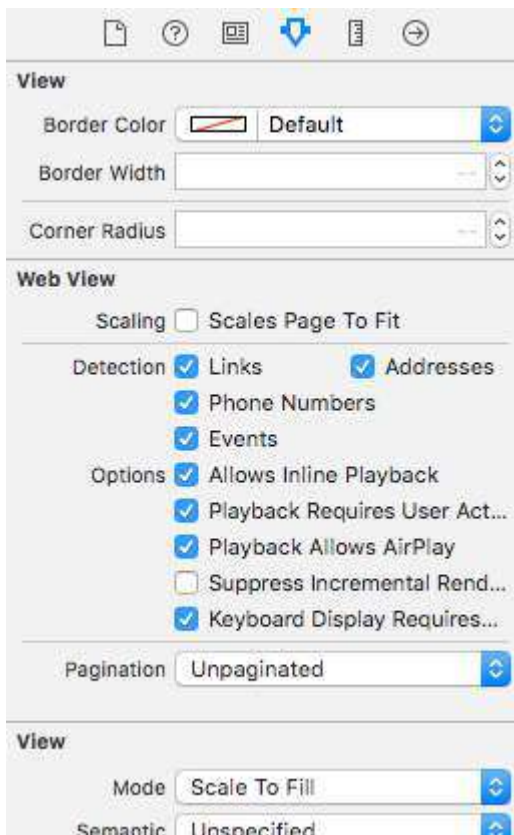 View
Border Color Default
Border Width --
Corner Radius --
Web View
Scaling Scales Page To Fit
Detection Links Addresses
Phone Numbers
Events
Options Allows Inline Playback
Playback Requires User Act...
Playback Allows AirPlay
Suppress Incremental Rend...
Keyboard Display Requires...
Pagination Unpaginated
View
Mode Scale To Fill
Semantic Unspecified